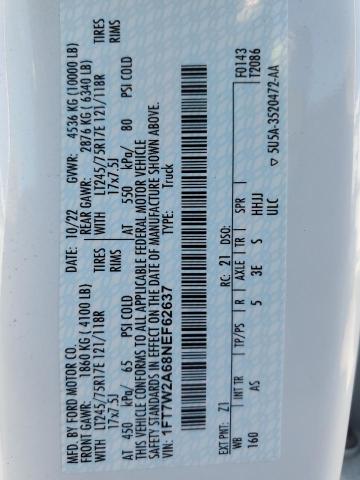 MFD. BY FORD MOTOR CO.
DATE: 10/22 GVWR: 4536 KG (10000 LB)
FRONT GAWR: 1860 KG (4100 LB) REAR GAWR: 2876 KG (6340 LB)
WITH LT245/75R17E 121/118R TIRES WITH LT245/75R17E 121/118R TIRES
17x7.5J RIMS 17x7.5J RIMS
AT 450 kPa/ 65 PSI COLD AT 550 kPa/ 80 PSI COLD
THIS VEHICLE CONFORMS TO ALL APPLICABLE FEDERAL MOTOR VEHICLE
SAFETY STANDARDS IN EFFECT ON THE DATE OF MANUFACTURE SHOWN ABOVE.
VIN: 1FT7W2A68NEF62637 TYPE: Truck
F0143
T2086
EXT PNT: Z1 RC: 21 DSO:
WB INT TR TP/PS R AXLE TR SPR
160 AS 5 3E S HHJJ
ULC
▽ 5U5A-3520472-AA